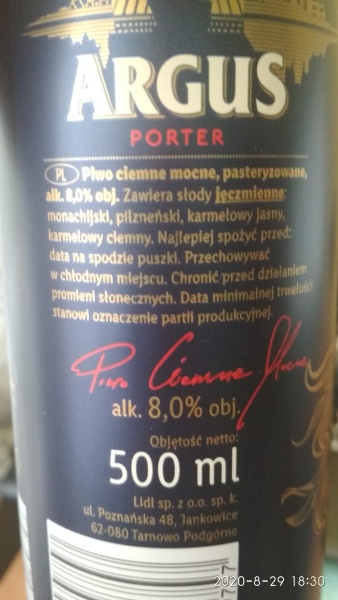 ARGUS
PORTER
PL Piwo ciemne mocne, pasteryzowane,
alk. 8,0% obj. Zawiera słody jęczmienne:
monachijski, pilzneński, karmelowy jasny,
karmelowy ciemny. Najlepiej spożyć przed:
data na spodzie puszki. Przechowywać
w chłodnym miejscu. Chronić przed działaniem
promieni słonecznych. Data minimalnej trwałości
stanowi oznaczenie partii produkcyjnej.
Piwo Ciemne Mocne
alk. 8,0% obj.
Objętość netto:
500 ml
Lidl sp. z o.o. sp. k.
ul. Poznańska 48, Jankowice
62-080 Tarnowo Podgórne
2020-8-29 18:30